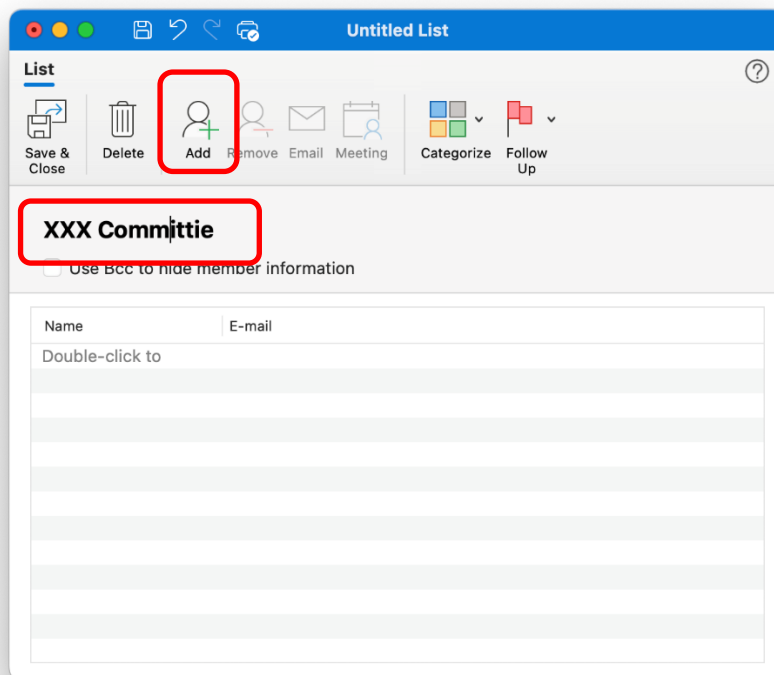 Untitled List
List
Save & Close
Delete
Add
Remove
Email
Meeting
Categorize
Follow Up
XXX Committie
Use Bcc to hide member information
Name E-mail
Double-click to